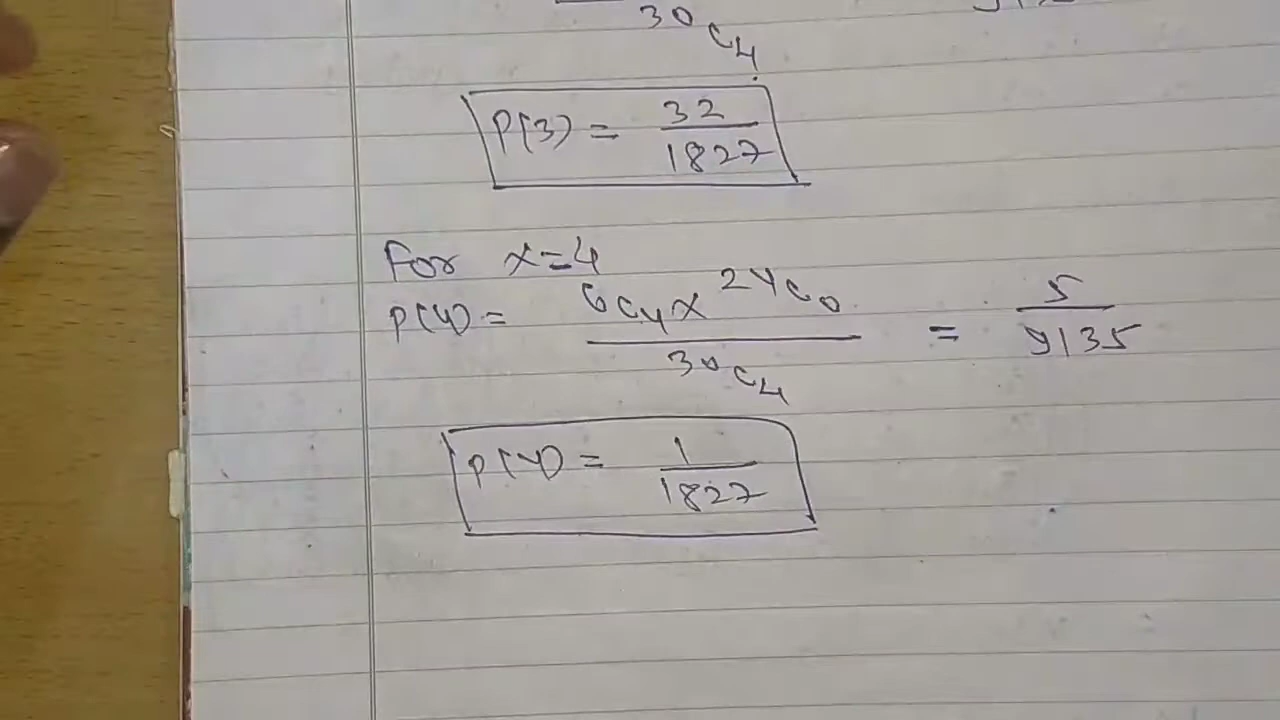 30C4
P(3) = 32/1827
For x=4
P(4) = 6C4 x 24C0 / 30C4 = 5/9135
P(4) = 1/1827